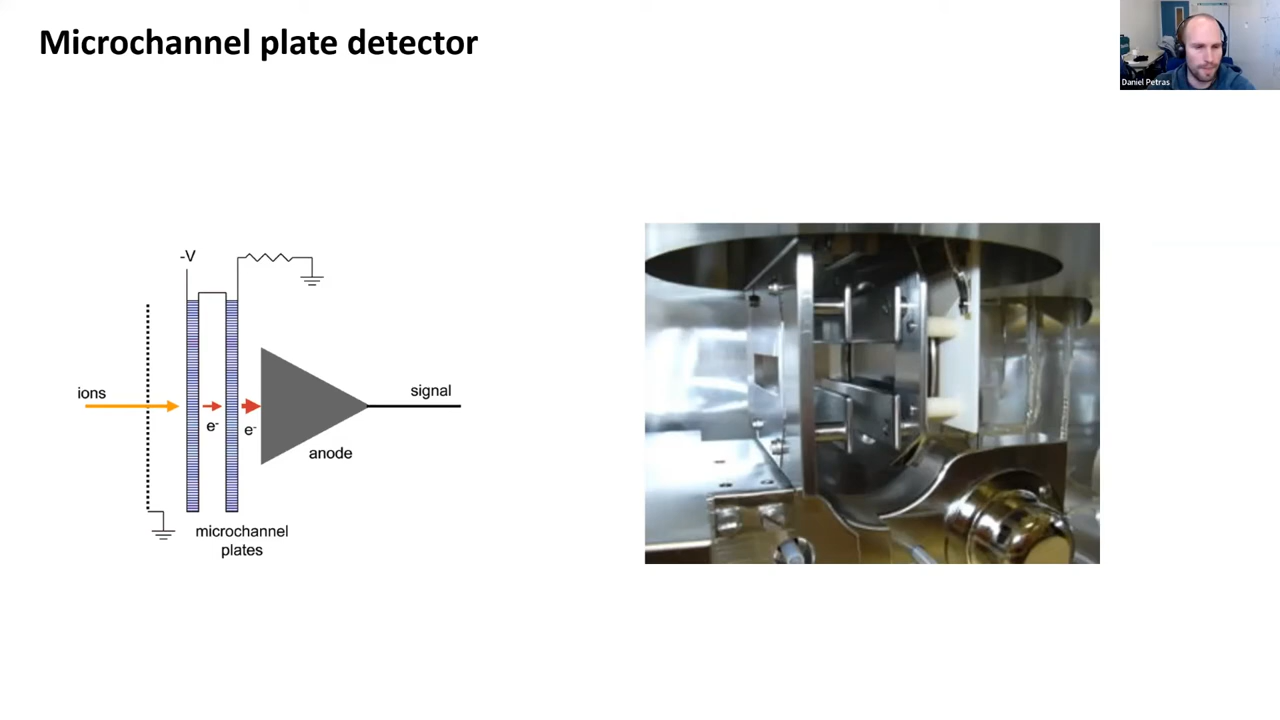 Microchannel plate detector
Daniel Petras
-V
ions
e-
e-
signal
anode
microchannel
plates